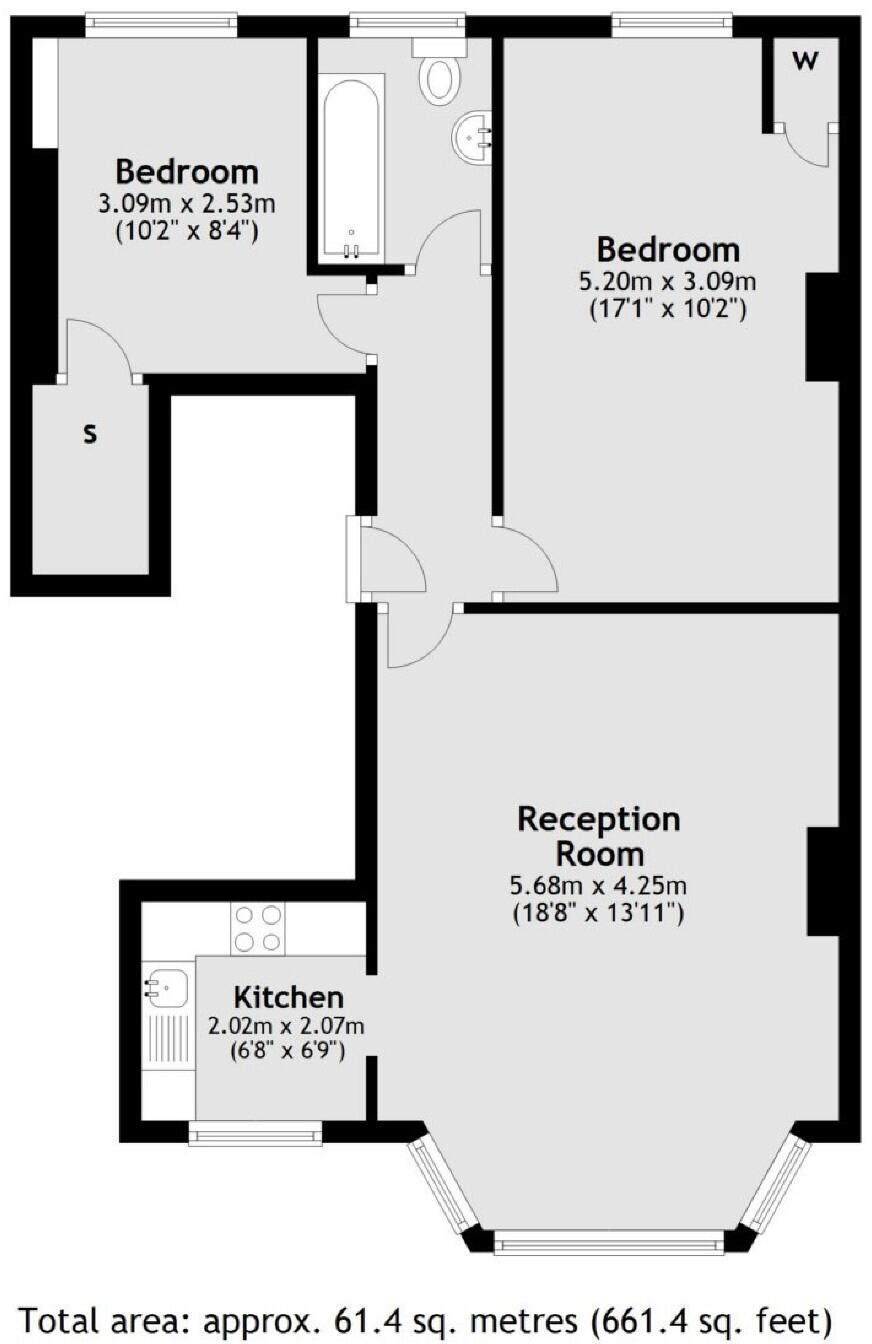 W
Bedroom
3.09m x 2.53m
(10'2" x 8'4")
Bedroom
5.20m x 3.09m
(17'1" x 10'2")
S
Reception
Room
5.68m x 4.25m
(18'8" x 13'11")
Kitchen
2.02m x 2.07m
(6'8" x 6'9")
Total area: approx. 61.4 sq. metres (661.4 sq. feet)